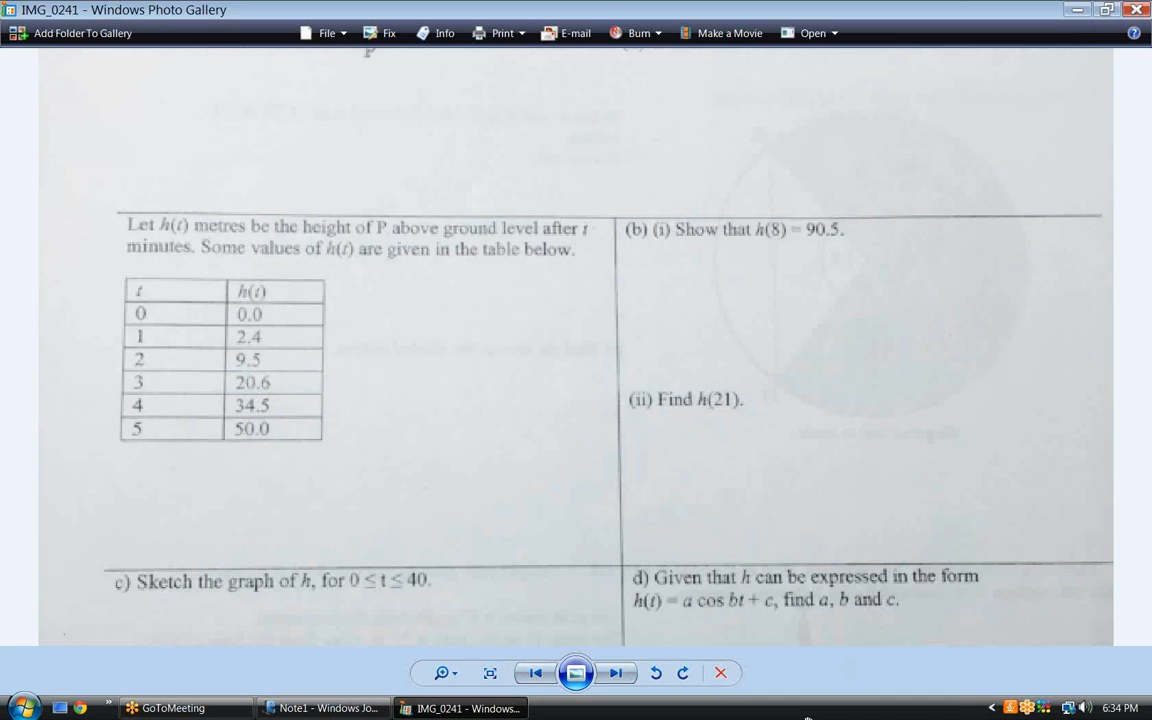 IMG_0241 - Windows Photo Gallery
Add Folder To Gallery
File Fix Info Print E-mail Burn Make a Movie Open
Let h(t) metres be the height of P above ground level after t
minutes. Some values of h(t) are given in the table below.
t h(t)
0 0.0
1 2.4
2 9.5
3 20.6
4 34.5
5 50.0
(b) (i) Show that h(8) = 90.5.
(ii) Find h(21).
c) Sketch the graph of h, for 0 ≤ t ≤ 40.
d) Given that h can be expressed in the form
h(t) = a cos bt + c, find a, b and c.
GoToMeeting
Note1 - Windows Jo...
IMG_0241 - Windows...
6:34 PM